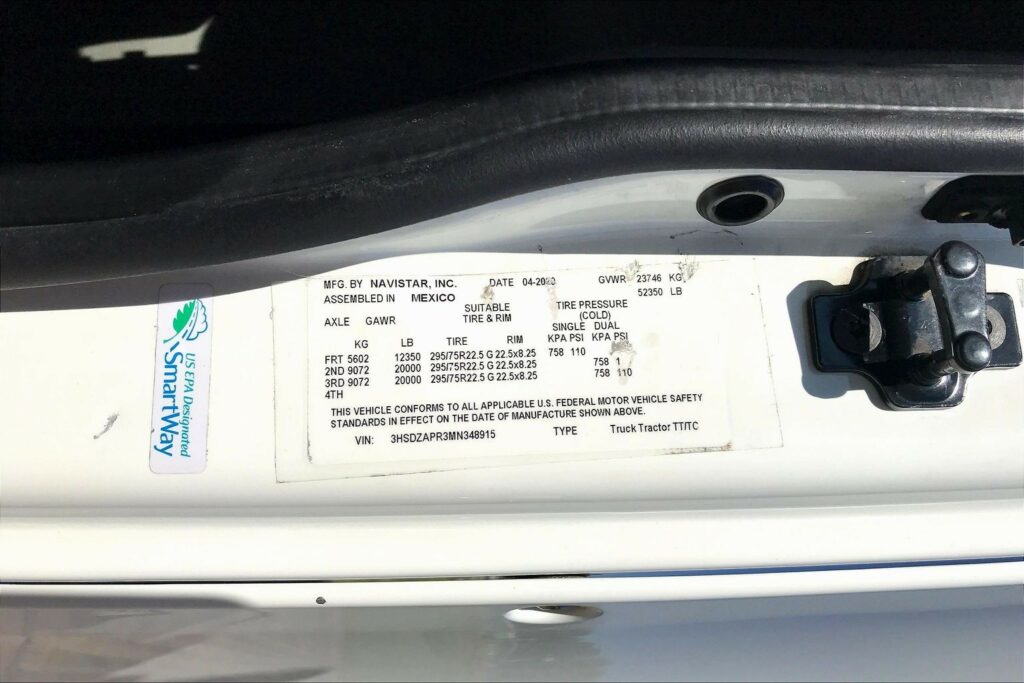 MFG. BY NAVISTAR, INC. DATE 04-2020 GVWR 23746 KG
ASSEMBLED IN MEXICO 52350 LB
SUITABLE TIRE PRESSURE
AXLE GAWR TIRE & RIM (COLD)
SINGLE DUAL
KG LB TIRE RIM KPA PSI KPA PSI
FRT 5602 12350 295/75R22.5 G 22.5x8.25 758 110
2ND 9072 20000 295/75R22.5 G 22.5x8.25 758
3RD 9072 20000 295/75R22.5 G 22.5x8.25 758 110
4TH
THIS VEHICLE CONFORMS TO ALL APPLICABLE U.S. FEDERAL MOTOR VEHICLE SAFETY
STANDARDS IN EFFECT ON THE DATE OF MANUFACTURE SHOWN ABOVE.
VIN: 3HSDZAPR3MN348915 TYPE Truck Tractor TT/TC
US EPA Designated
SmartWay